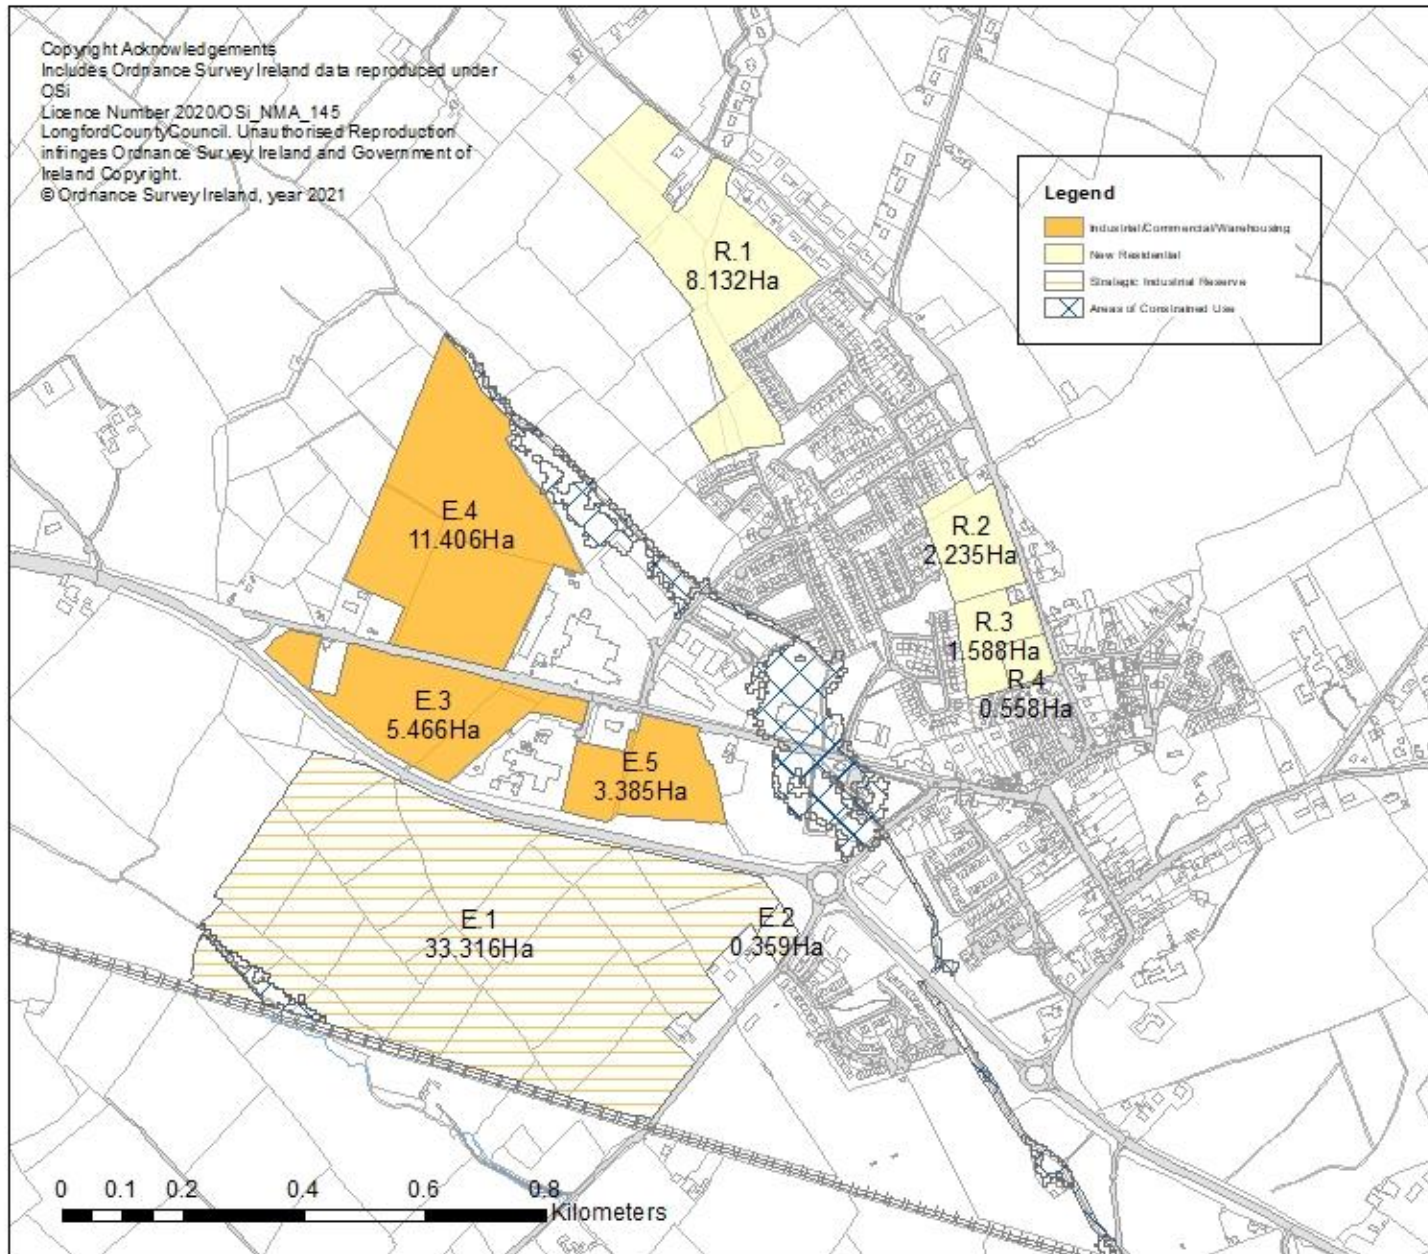 Copyright Acknowledgements
Includes Ordnance Survey Ireland data reproduced under
OSi
Licence Number 2020/OSi_NMA_145
LongfordCountyCouncil. Unauthorised Reproduction
infringes Ordnance Survey Ireland and Government of
Ireland Copyright.
© Ordnance Survey Ireland, year 2021
Legend
Industrial/Commercial/Warehousing
New Residential
Strategic Industrial Reserve
Areas of Constrained Use
R.1
8.132Ha
E.4
11.406Ha
R.2
2.235Ha
R.3
1.588Ha
R.4
0.558Ha
E.3
5.466Ha
E.5
3.385Ha
E.1
33.316Ha
E.2
0.359Ha
0 0.1 0.2 0.4 0.6 0.8
Kilometers